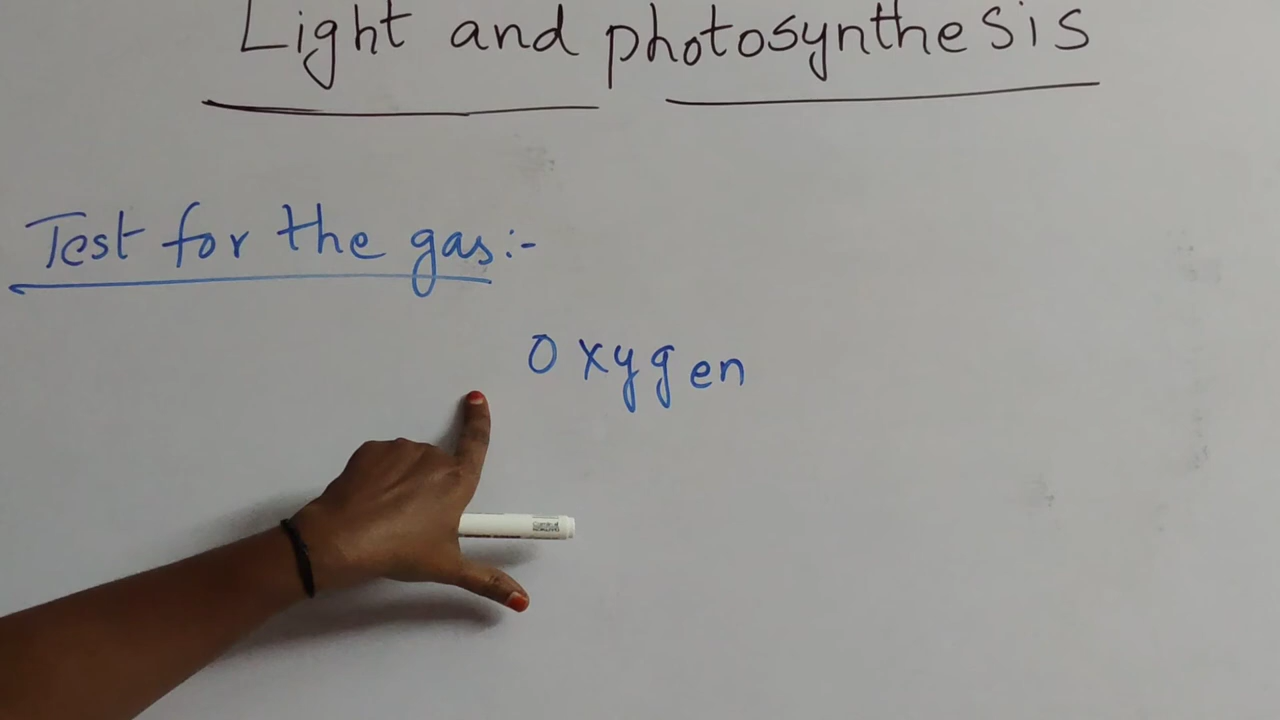 Light and photosynthesis
Test for the gas:-
Oxygen